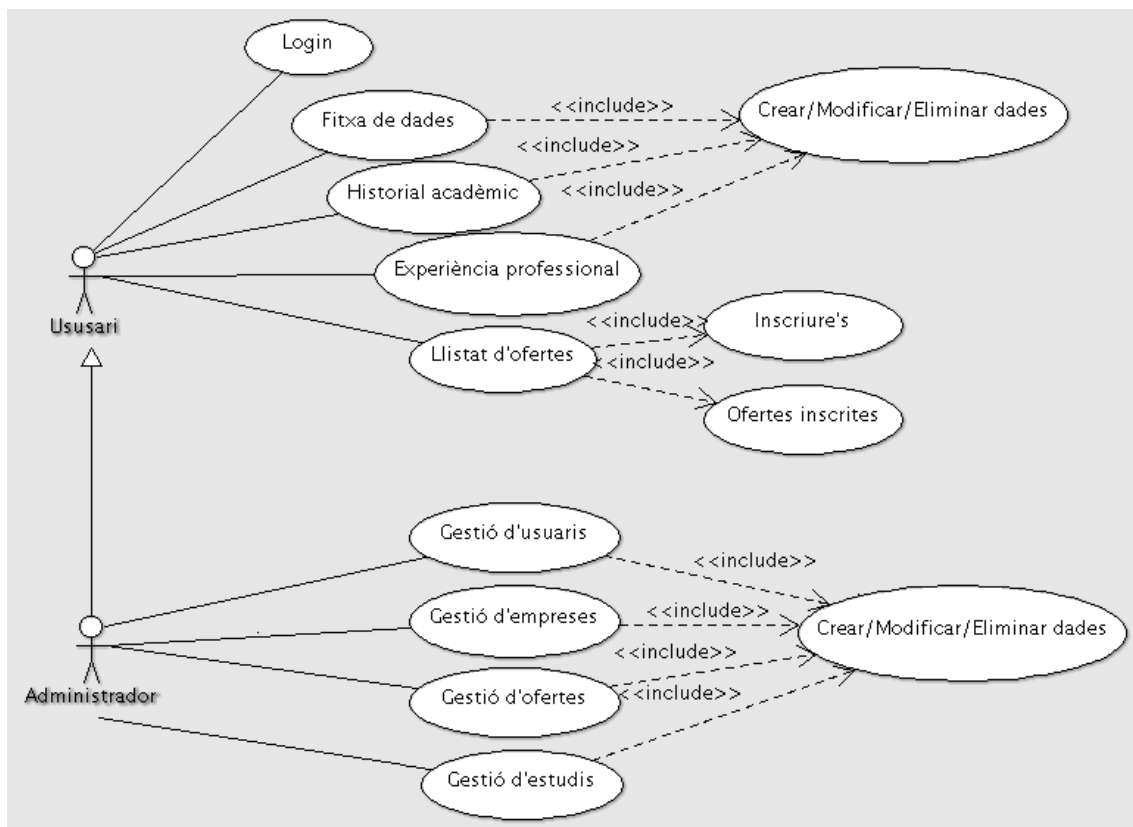 Login
Fitxa de dades
<<include>>
Crear/Modificar/Eliminar dades
<<include>>
Historial acadèmic
<<include>>
Experiència professional
Ususari
<<include>>
Inscriure's
Llistat d'ofertes
<<include>>
Ofertes inscrites
Gestió d'usuaris
<<include>>
Gestió d'empreses
<<include>>
Crear/Modificar/Eliminar dades
<<include>>
Administrador
Gestió d'ofertes
<<include>>
Gestió d'estudis